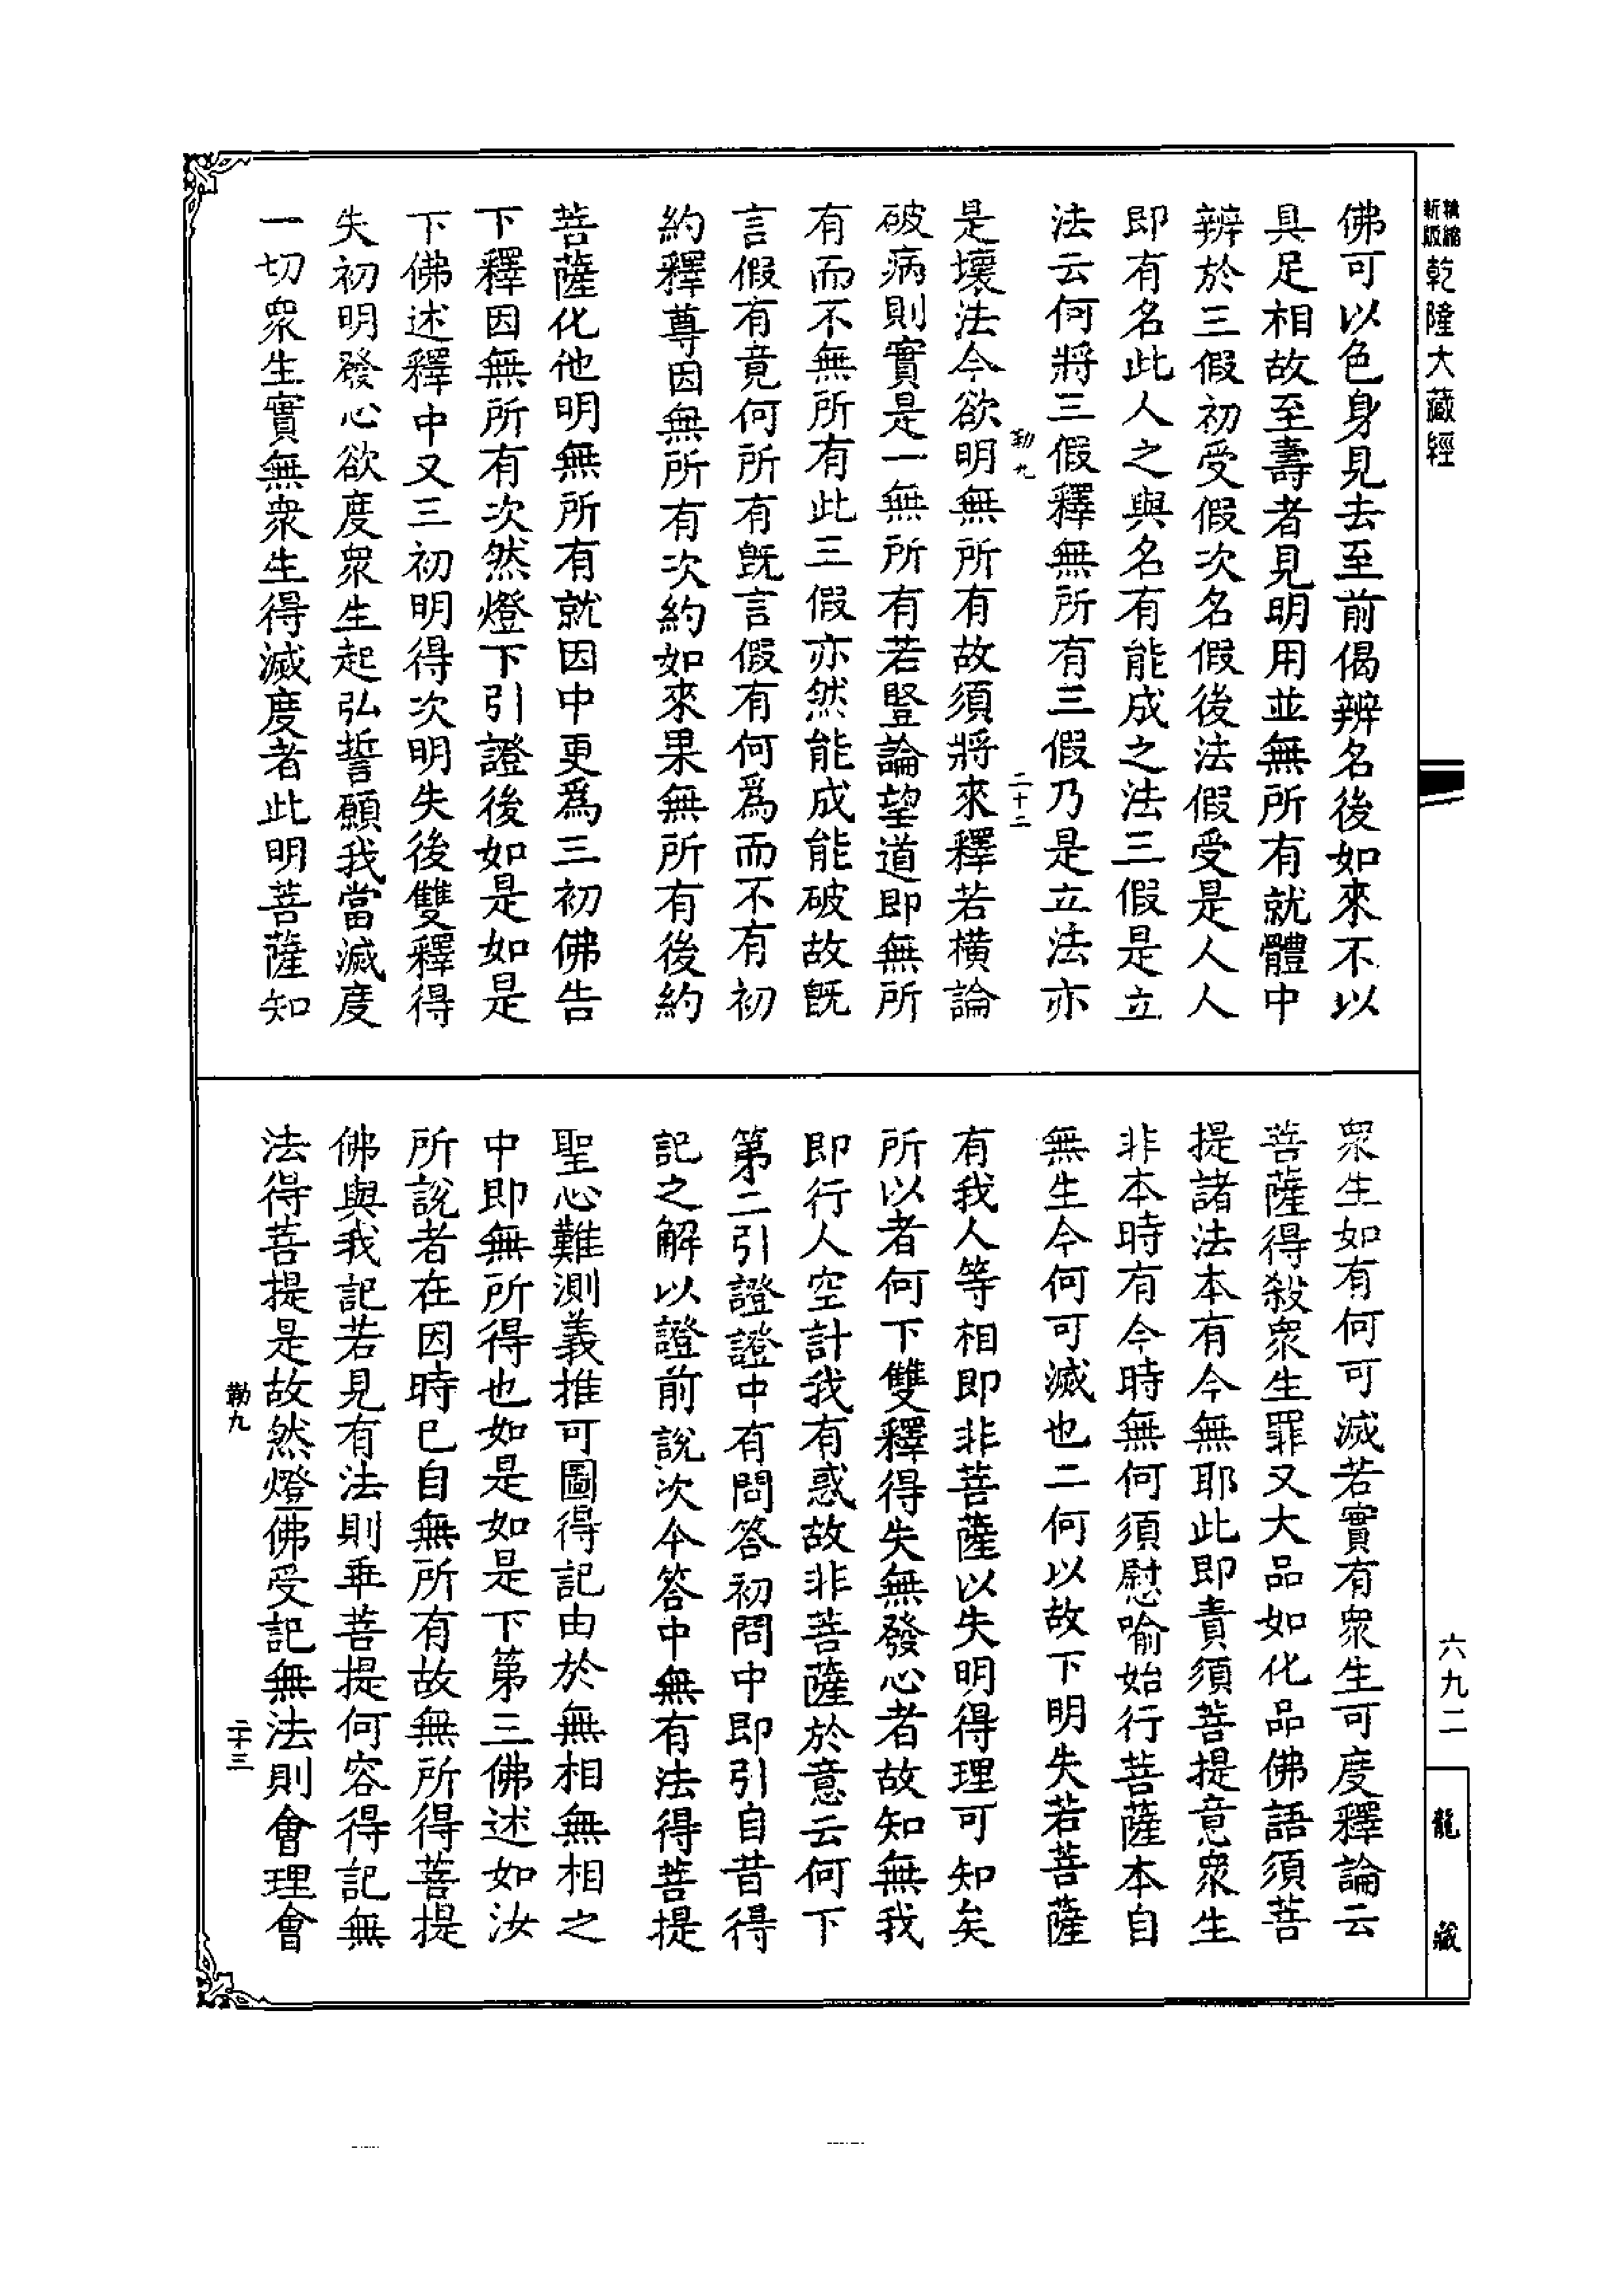 新版精縮乾隆大藏經
佛可以色身見去至前偈辨名後如來不以
具足相故至壽者見明用並無所有就體中
辨於三假初受假次名假後法假受是人人
即有名此人之與名有能成之法三假是立
法云何將三假釋無所有三假乃是立法亦
勒九
二十二
是壞法今欲明無所有故須將來釋若橫論
破病則實是一無所有若豎論望道即無所
有而不無所有此三假亦然能成能破故旣
言假有竟何所有旣言假有何爲而不有初
約釋尊因無所有次約如來果無所有後約
菩薩化他明無所有就因中更爲三初佛告
下釋因無所有次然燈下引證後如是如是
下佛述釋中又三初明得次明失後雙釋得
失初明發心欲度衆生起弘誓願我當滅度
一切衆生實無衆生得滅度者此明菩薩知
衆生如有何可滅若實有衆生可度釋論云
菩薩得殺衆生罪又大品如化品佛語須菩
提諸法本有今無耶此即責須菩提意衆生
非本時有今時無何須慰喻始行菩薩本自
無生今何可滅也二何以故下明失若菩薩
有我人等相即非菩薩以失明得理可知矣
所以者何下雙釋得失無發心者故知無我
即行人空計我有惑故非菩薩於意云何下
第二引證證中有問答初問中即引自昔得
記之解以證前說次今答中無有法得菩提
聖心難測義推可圖得記由於無相無相之
中即無所得也如是如是下第三佛述如汝
所說者在因時已自無所有故無所得菩提
佛與我記若見有法則乖菩提何容得記無
法得菩提是故然燈佛受記無法則會理會
勒九
二十三
六九二
龍藏